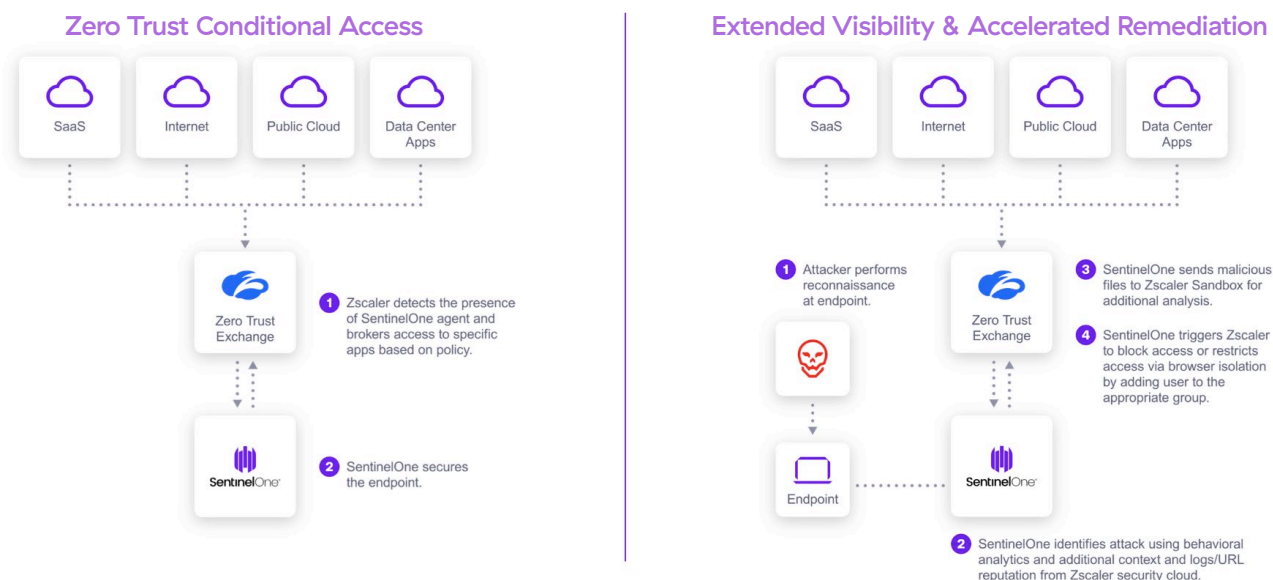 Zero Trust Conditional Access
SaaS
Internet
Public Cloud
Data Center
Apps
Zero Trust
Exchange
1 Zscaler detects the presence
of SentinelOne agent and
brokers access to specific
apps based on policy.
SentinelOne
2 SentinelOne secures
the endpoint.
Extended Visibility & Accelerated Remediation
SaaS
Internet
Public Cloud
Data Center
Apps
1 Attacker performs
reconnaissance
at endpoint.
Zero Trust
Exchange
3 SentinelOne sends malicious
files to Zscaler Sandbox for
additional analysis.
4 SentinelOne triggers Zscaler
to block access or restricts
access via browser isolation
by adding user to the
appropriate group.
Endpoint
SentinelOne
2 SentinelOne identifies attack using behavioral
analytics and additional context and logs/URL
reputation from Zscaler security cloud.